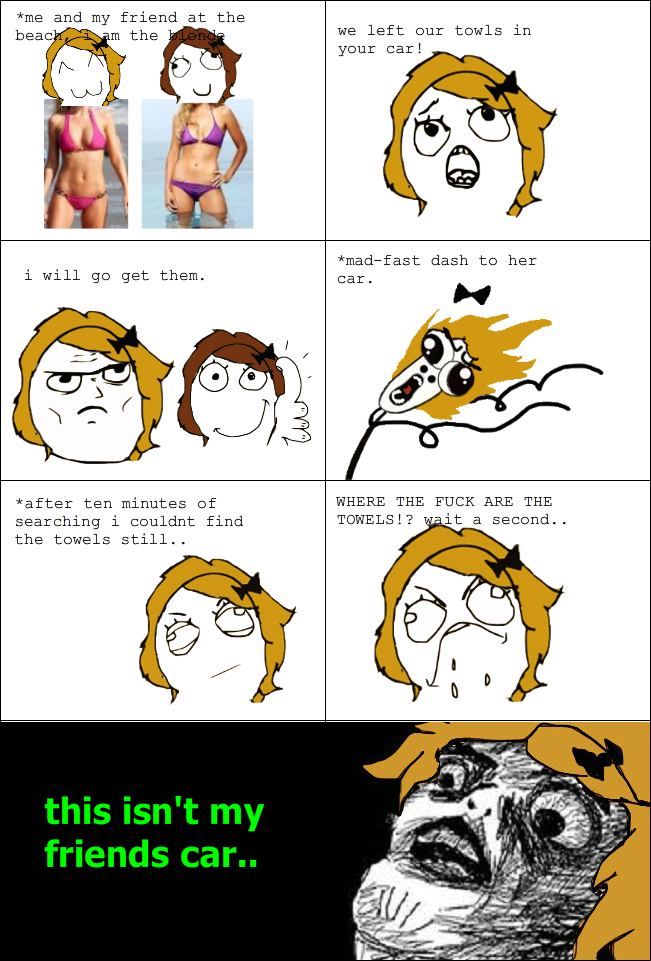 *me and my friend at the
beach, i am the blonde
we left our towls in
your car!
i will go get them.
*mad-fast dash to her
car.
*after ten minutes of
searching i couldnt find
the towels still..
WHERE THE FUCK ARE THE
TOWELS!? wait a second..
this isn't my
friends car..